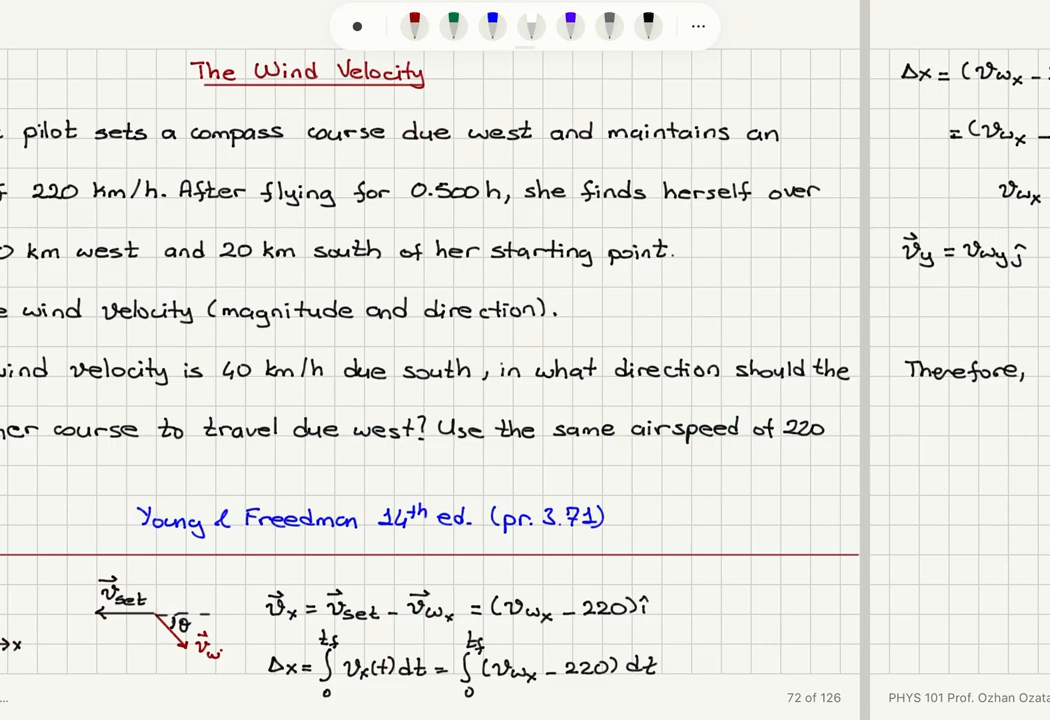 The Wind Velocity
pilot sets a compass course due west and maintains an
220 km/h. After flying for 0.500h, she finds herself over
km west and 20 km south of her starting point.
wind velocity (magnitude and direction).
wind velocity is 40 km/h due south, in what direction should the
her course to travel due west? Use the same airspeed of 220
Young & Freedman 14th ed. (pr. 3.71)
v⃗set
θ
v⃗w
→x
v⃗x = v⃗set - v⃗wx = (vwx - 220)î
Δx = ∫₀^tf vx(t)dt = ∫₀^tf (vwx - 220) dt
72 of 126
Δx = (vwx -
= (vwx -
vwx
v⃗y = vwy ĵ
Therefore,
PHYS 101 Prof. Ozhan Ozata